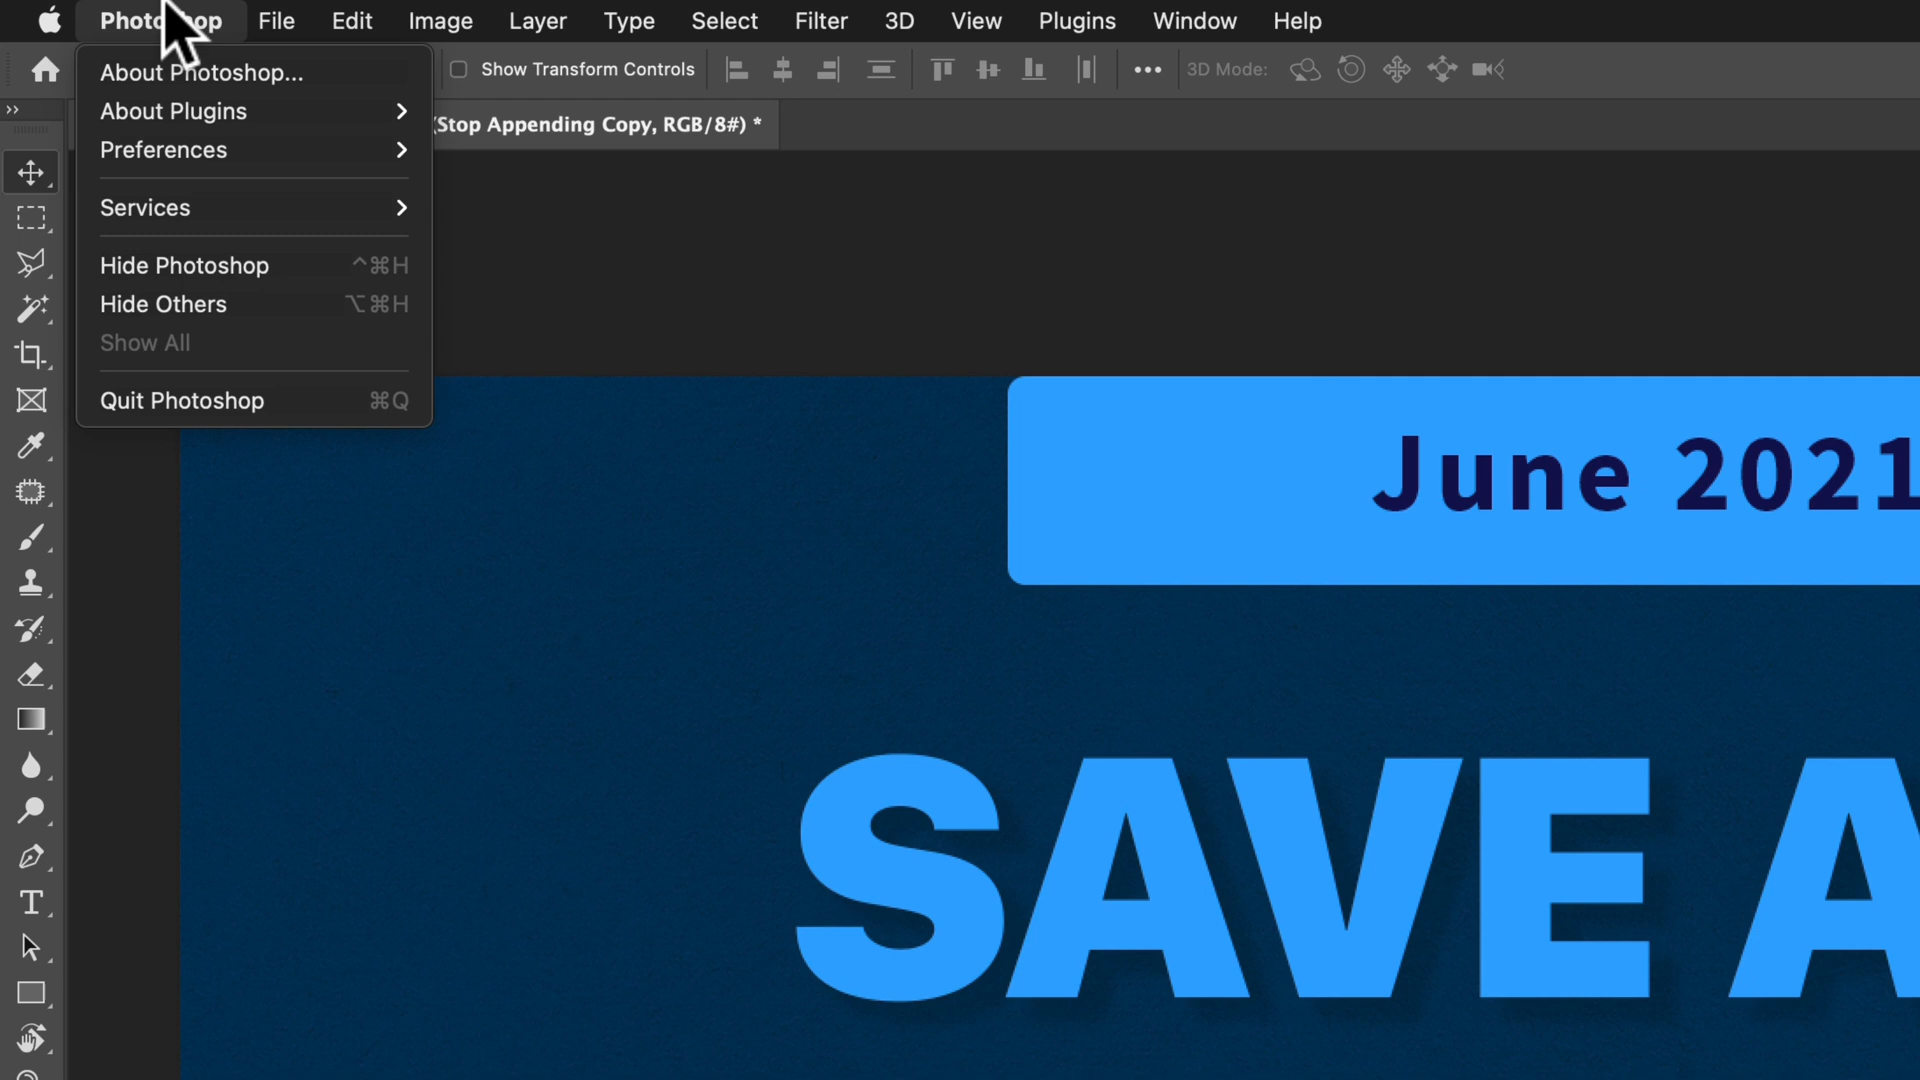 Photoshop File Edit Image Layer Type Select Filter 3D View Plugins Window Help
Show Transform Controls 3D Mode:
About Photoshop...
About Plugins
Preferences
Services
Hide Photoshop ^⌘H
Hide Others ⌥⌘H
Show All
Quit Photoshop ⌘Q
(Stop Appending Copy, RGB/8#) *
June 2021
SAVE A